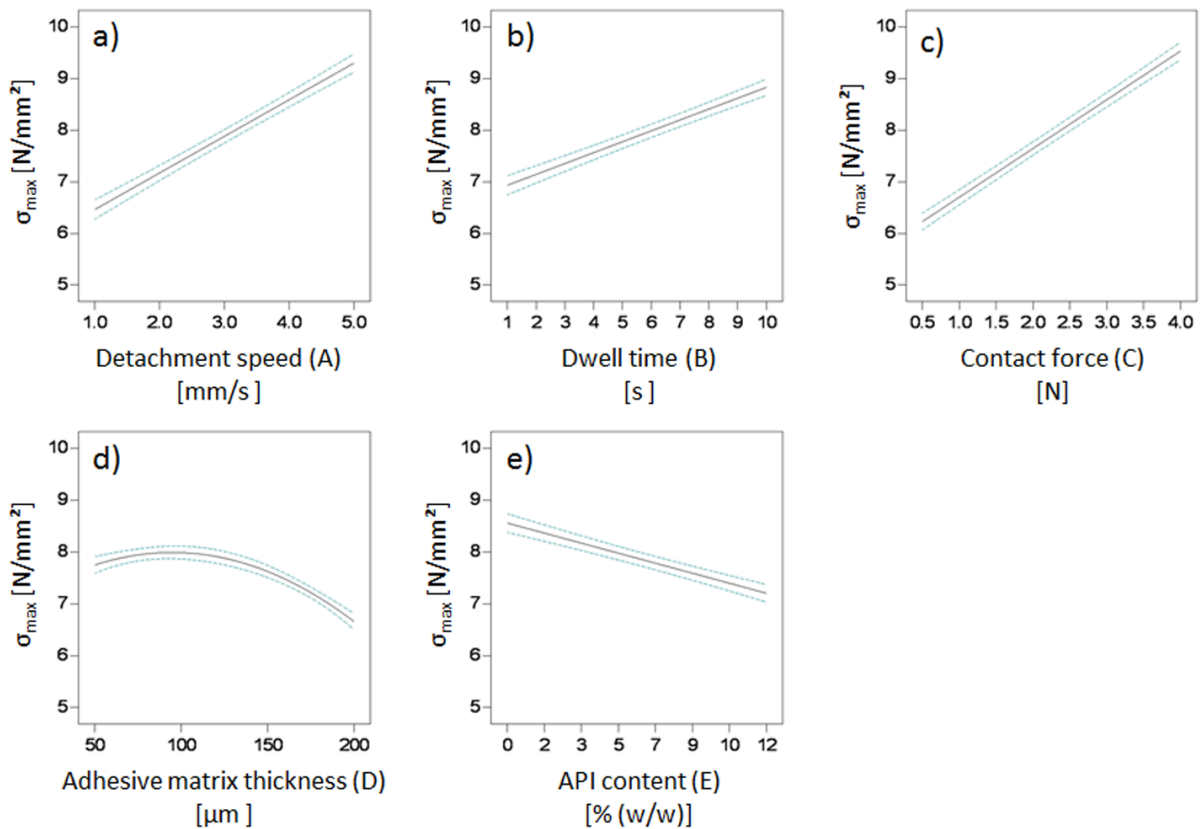 a)
10
9
8
7
6
5
σmax [N/mm²]
1.0 2.0 3.0 4.0 5.0
Detachment speed (A)
[mm/s ]
b)
10
9
8
7
6
5
σmax [N/mm²]
1 2 3 4 5 6 7 8 9 10
Dwell time (B)
[s ]
c)
10
9
8
7
6
5
σmax [N/mm²]
0.5 1.0 1.5 2.0 2.5 3.0 3.5 4.0
Contact force (C)
[N]
d)
10
9
8
7
6
5
σmax [N/mm²]
50 100 150 200
Adhesive matrix thickness (D)
[µm ]
e)
10
9
8
7
6
5
σmax [N/mm²]
0 2 3 5 7 9 10 12
API content (E)
[% (w/w)]